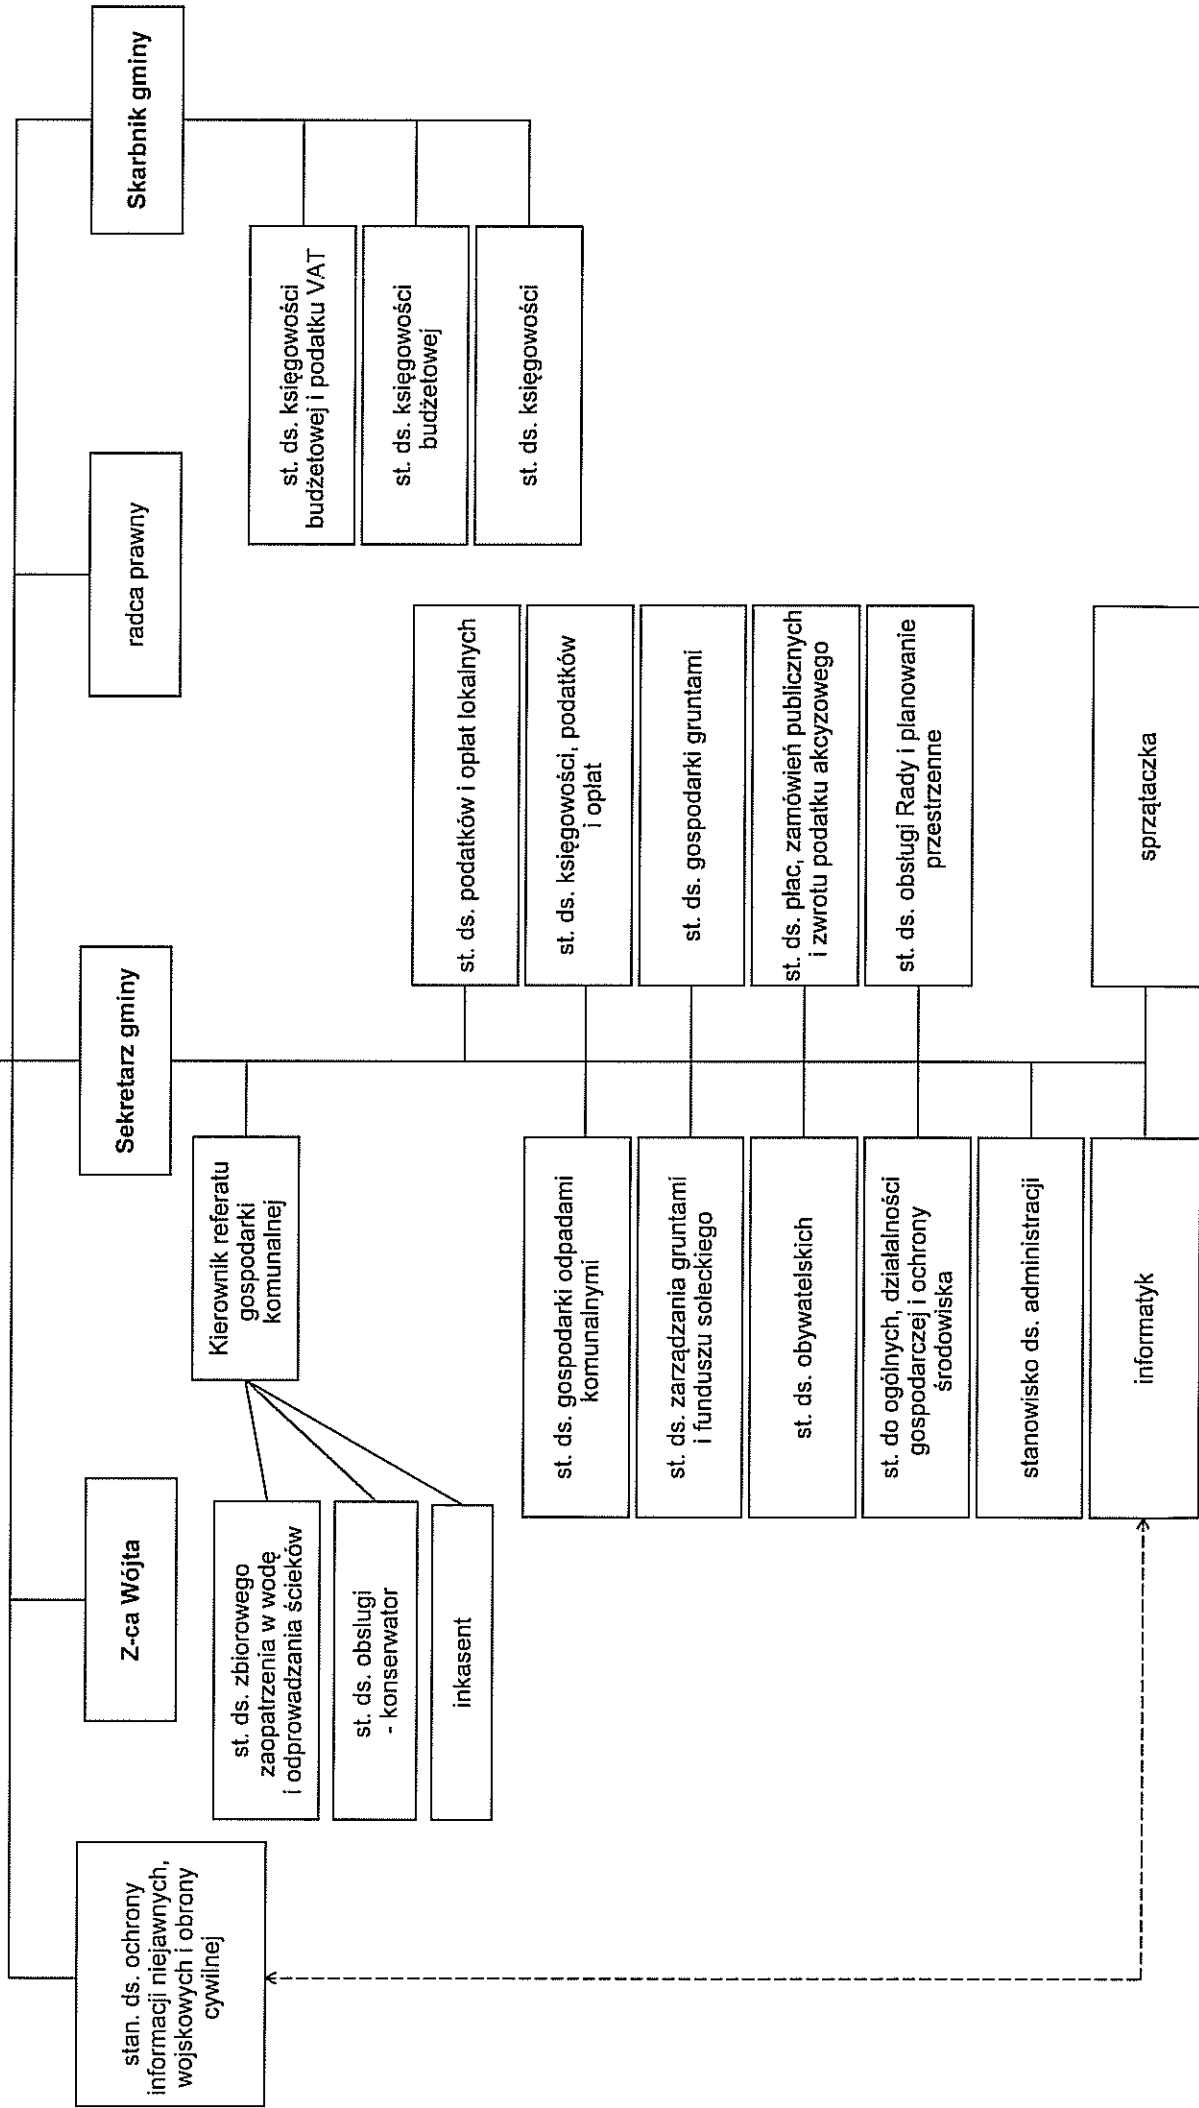 stan. ds. ochrony
informacji niejawnych,
wojskowych i obrony
cywilnej
Z-ca Wójta
Sekretarz gminy
radca prawny
Skarbnik gminy
Kierownik referatu
gospodarki
komunalnej
st. ds. zbiorowego
zaopatrzenia w wodę
i odprowadzania ścieków
st. ds. obsługi
- konserwator
inkasent
st. ds. księgowości
budżetowej i podatku VAT
st. ds. księgowości
budżetowej
st. ds. księgowości
st. ds. podatków i opłat lokalnych
st. ds. gospodarki odpadami
komunalnymi
st. ds. księgowości, podatków
i opłat
st. ds. zarządzania gruntami
i funduszu sołeckiego
st. ds. gospodarki gruntami
st. ds. obywatelskich
st. ds. płac, zamówień publicznych
i zwrotu podatku akcyzowego
st. do ogólnych, działalności
gospodarczej i ochrony
środowiska
st. ds. obsługi Rady i planowanie
przestrzenne
stanowisko ds. administracji
informatyk
sprzątaczka